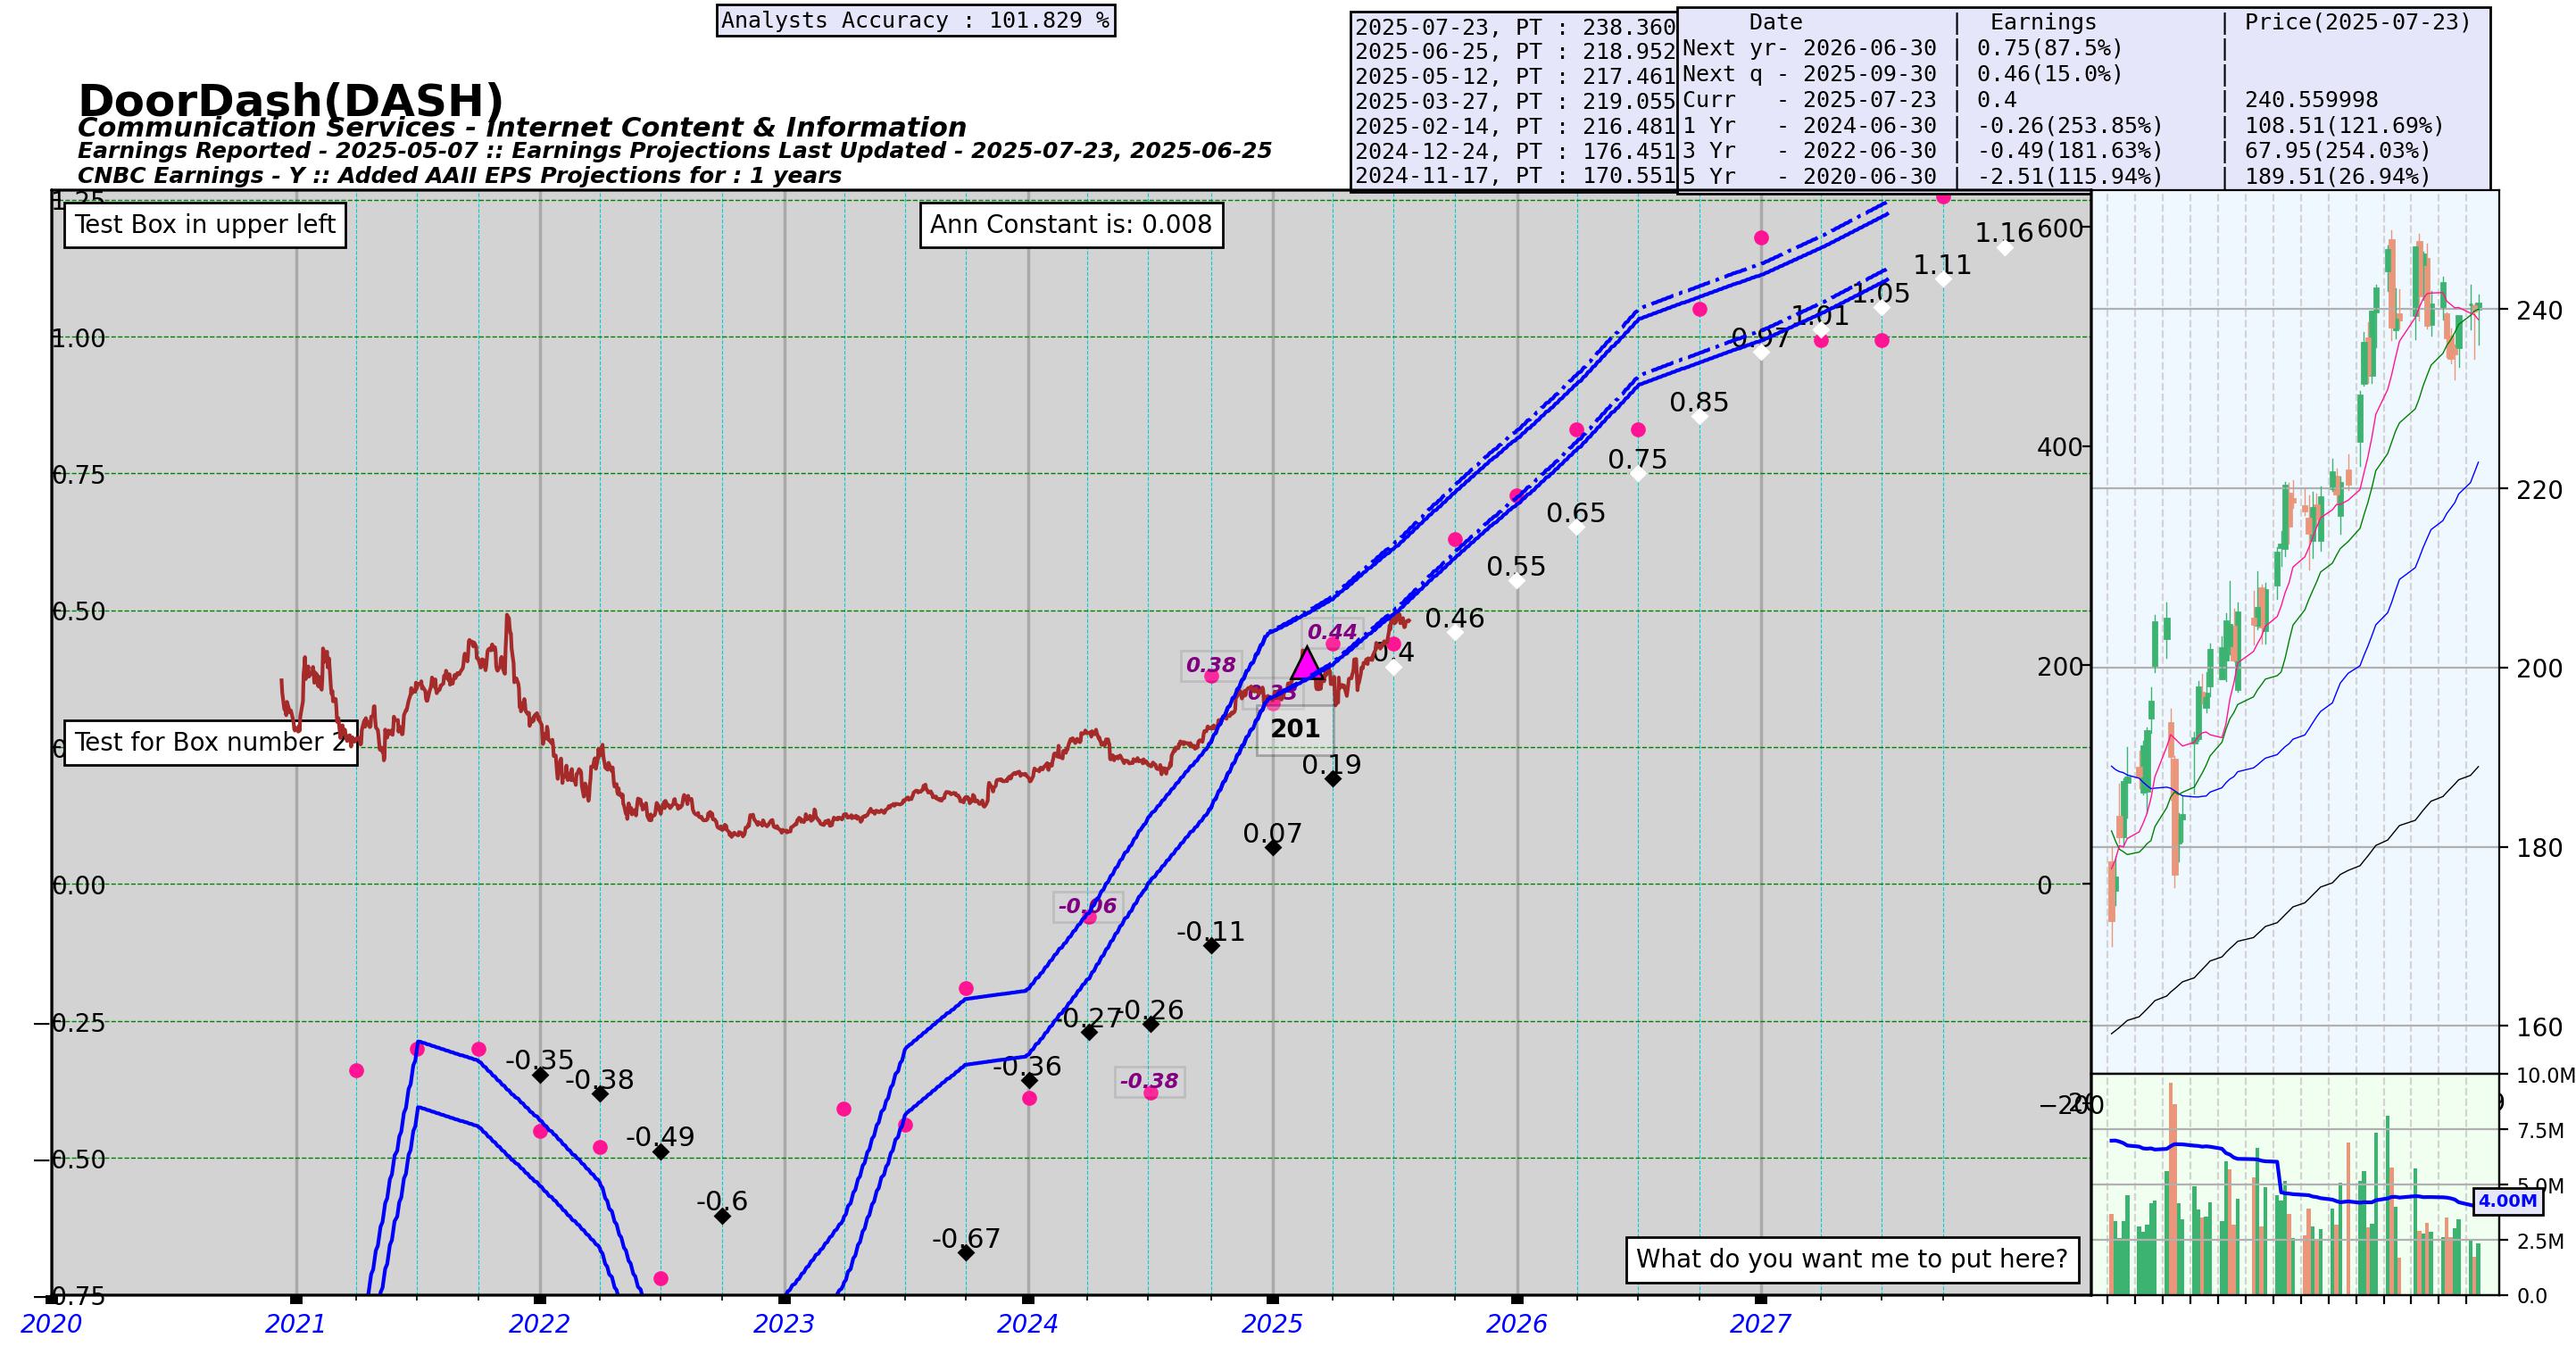 Analysts Accuracy : 101.829 %
2025-07-23, PT : 238.360
2025-06-25, PT : 218.952
2025-05-12, PT : 217.461
2025-03-27, PT : 219.055
2025-02-14, PT : 216.481
2024-12-24, PT : 176.451
2024-11-17, PT : 170.551
Date | Earnings | Price(2025-07-23)
Next yr- 2026-06-30 | 0.75(87.5%) |
Next q - 2025-09-30 | 0.46(15.0%) |
Curr - 2025-07-23 | 0.4 | 240.559998
1 Yr - 2024-06-30 | -0.26(253.85%) | 108.51(121.69%)
3 Yr - 2022-06-30 | -0.49(181.63%) | 67.95(254.03%)
5 Yr - 2020-06-30 | -2.51(115.94%) | 189.51(26.94%)
DoorDash(DASH)
Communication Services - Internet Content & Information
Earnings Reported - 2025-05-07 :: Earnings Projections Last Updated - 2025-07-23, 2025-06-25
CNBC Earnings - Y :: Added AAII EPS Projections for : 1 years
1.25
Test Box in upper left
Ann Constant is: 0.008
1.16
600
1.11
1.05
1.01
240
1.00
0.97
0.85
400
0.75
0.75
220
0.65
0.55
0.50
0.46
0.44
0.4
0.38
200
200
0.33
201
Test for Box number 2
0.19
0.07
180
0.00
0
-0.06
-0.11
−0.25
-0.27
-0.26
160
-0.35
-0.36
-0.38
-0.38
10.0M
−200
-0.49
7.5M
−0.50
5.0M
4.00M
-0.6
-0.67
2.5M
What do you want me to put here?
−0.75
0.0
2020
2021
2022
2023
2024
2025
2026
2027